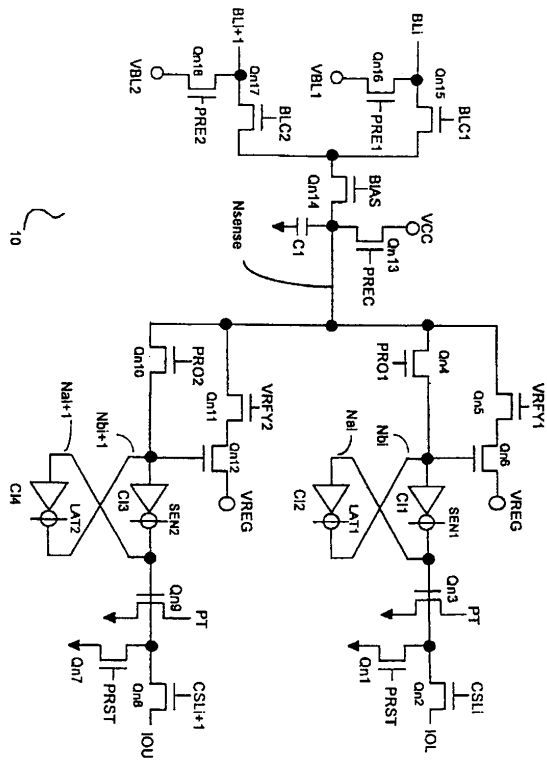 VRFY1
VREG
Qn5
Qn6
CSLi
PT
SEN1
Qn3
PRO1
Qn4
Nbi
CI1
Qn2
IOL
BLC1
BLi
Qn15
Nai
LAT1
CI2
PRST
Qn1
VCC
PRE1
Qn16
VBL1
PREC
Qn13
BIAS
Qn14
C1
Nsense
VRFY2
VREG
Qn11
Qn12
BLC2
BLi+1
Qn17
CSLi+1
PT
SEN2
Qn9
PRO2
Qn10
Nbi+1
CI3
Qn8
IOU
PRE2
Qn18
VBL2
Nai+1
LAT2
CI4
PRST
Qn7
10